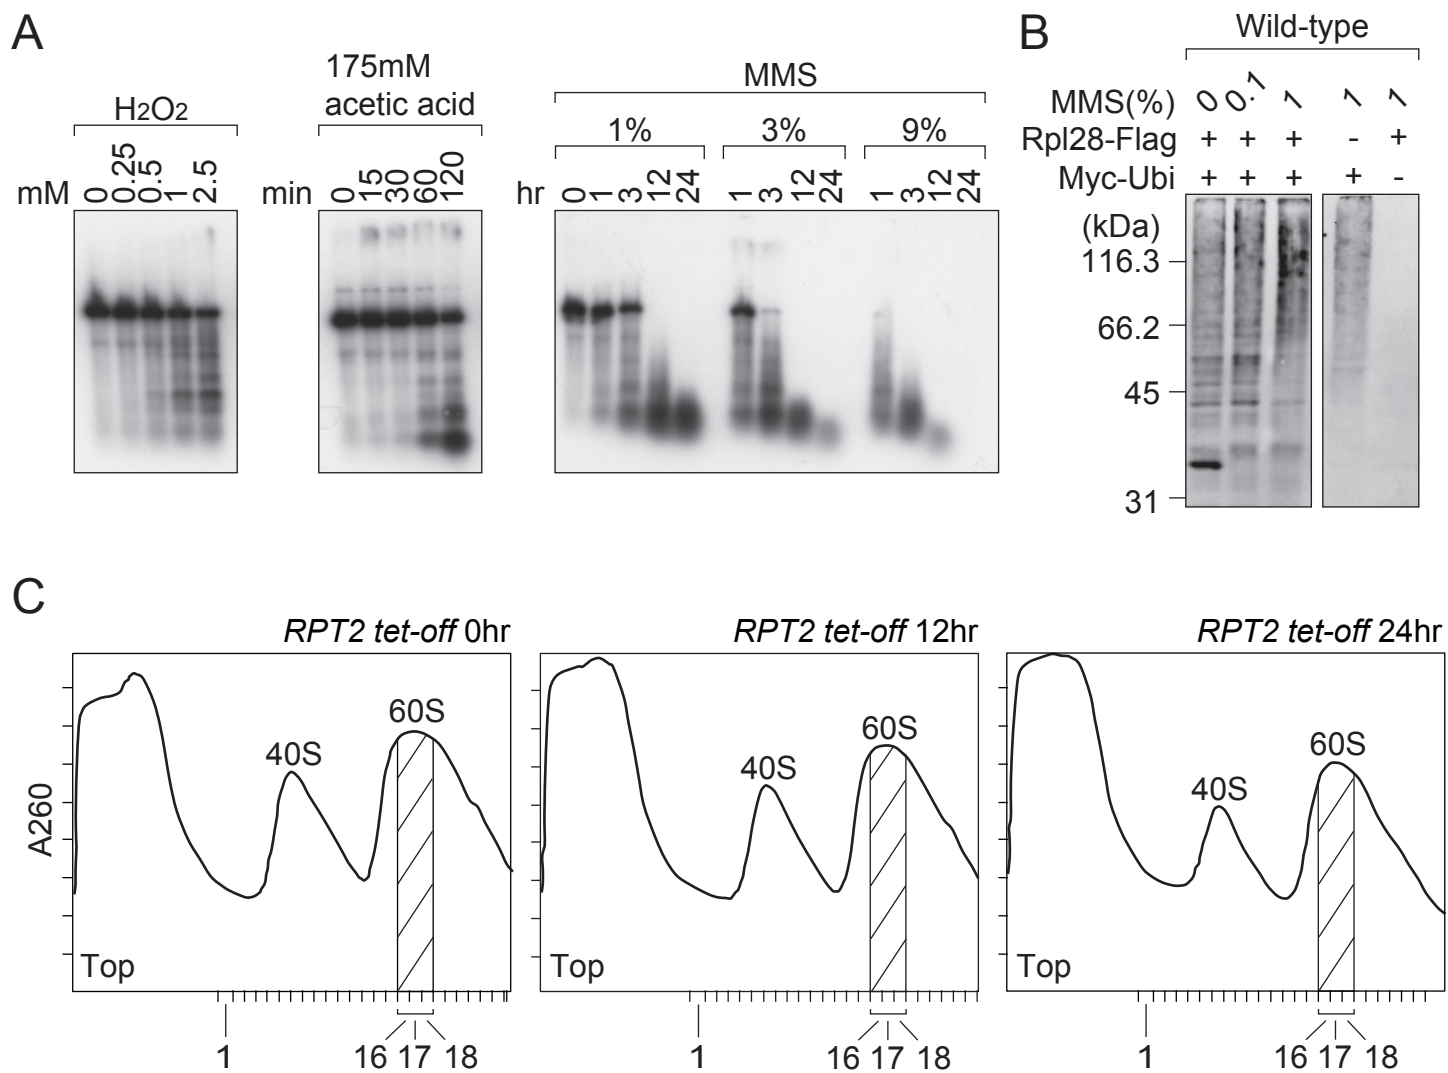 A
H2O2
mM 0 0.25 0.5 1 2.5
175mM
acetic acid
min 0 15 30 60 120
MMS
1% 3% 9%
hr 0 1 3 12 24 1 3 12 24 1 3 12 24
B
Wild-type
MMS(%) 0 0.1 1 1 1
Rpl28-Flag + + + - +
Myc-Ubi + + + + -
(kDa)
116.3
66.2
45
31
C
RPT2 tet-off 0hr
A260
40S
60S
Top
1
16 17 18
RPT2 tet-off 12hr
40S
60S
Top
1
16 17 18
RPT2 tet-off 24hr
40S
60S
Top
1
16 17 18